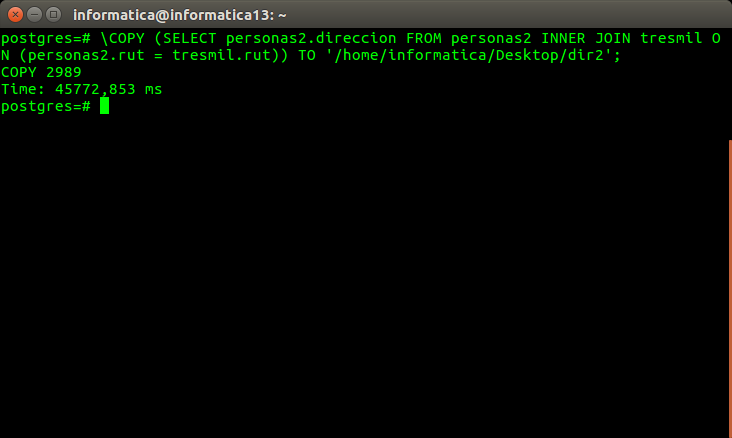 informatica@informatica13: ~
postgres=# \COPY (SELECT personas2.direccion FROM personas2 INNER JOIN tresmil O
N (personas2.rut = tresmil.rut)) TO '/home/informatica/Desktop/dir2';
COPY 2989
Time: 45772,853 ms
postgres=#